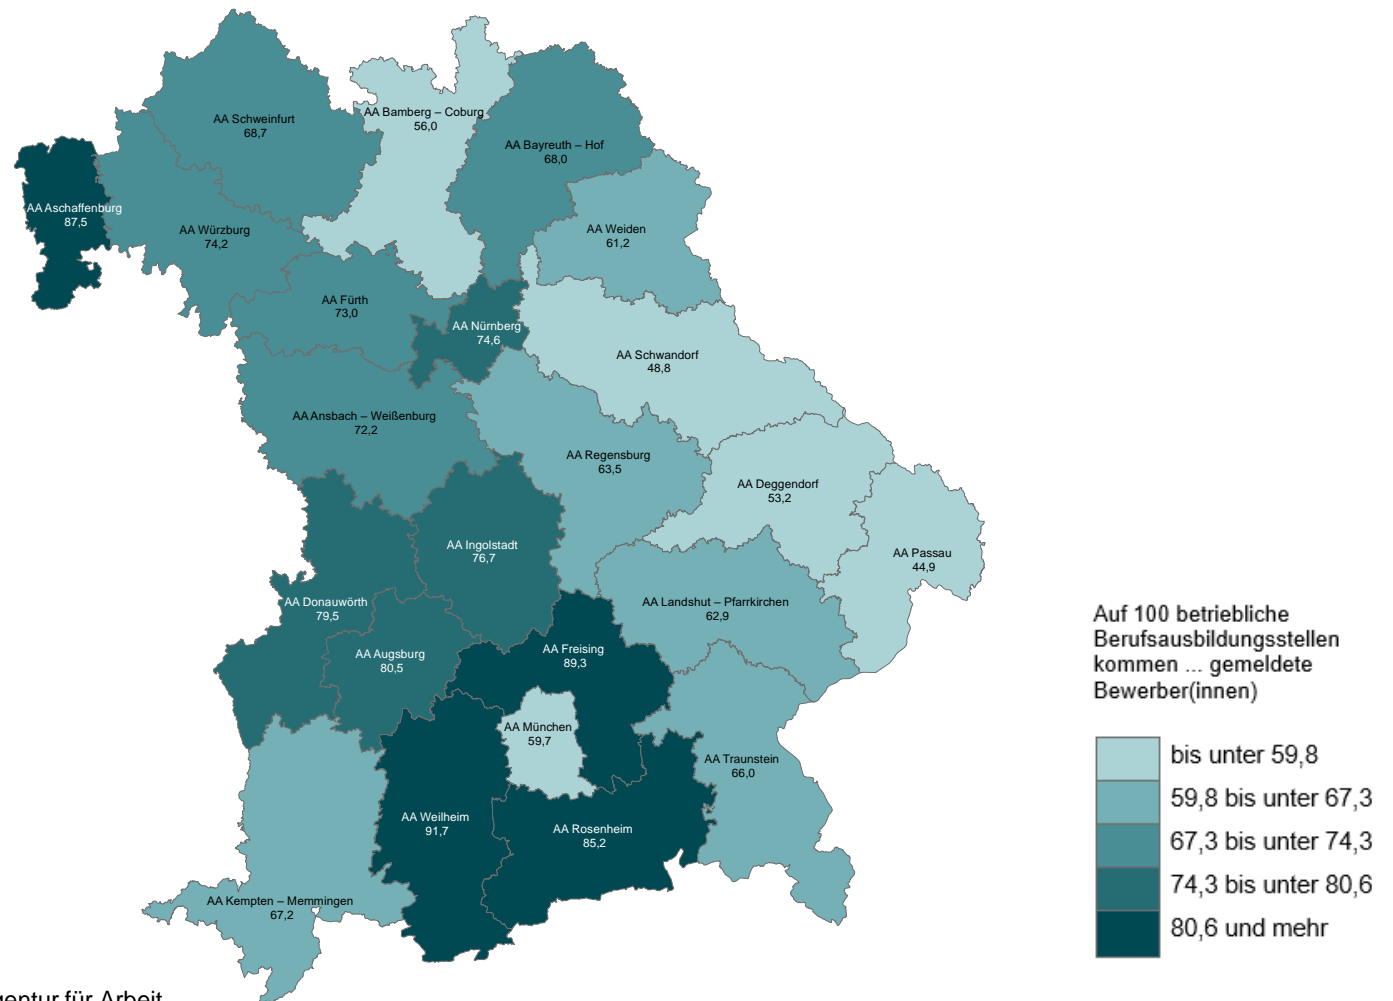 AA Schweinfurt
68,7
AA Bamberg – Coburg
56,0
AA Bayreuth – Hof
68,0
AA Aschaffenburg
87,5
AA Würzburg
74,2
AA Weiden
61,2
AA Fürth
73,0
AA Nürnberg
74,6
AA Schwandorf
48,8
AA Ansbach – Weißenburg
72,2
AA Regensburg
63,5
AA Deggendorf
53,2
AA Ingolstadt
76,7
AA Passau
44,9
AA Donauwörth
79,5
AA Landshut – Pfarrkirchen
62,9
AA Augsburg
80,5
AA Freising
89,3
AA München
59,7
AA Traunstein
66,0
AA Weilheim
91,7
AA Rosenheim
85,2
AA Kempten – Memmingen
67,2
Auf 100 betriebliche
Berufsausbildungsstellen
kommen ... gemeldete
Bewerber(innen)
bis unter 59,8
59,8 bis unter 67,3
67,3 bis unter 74,3
74,3 bis unter 80,6
80,6 und mehr
gentur für Arbeit